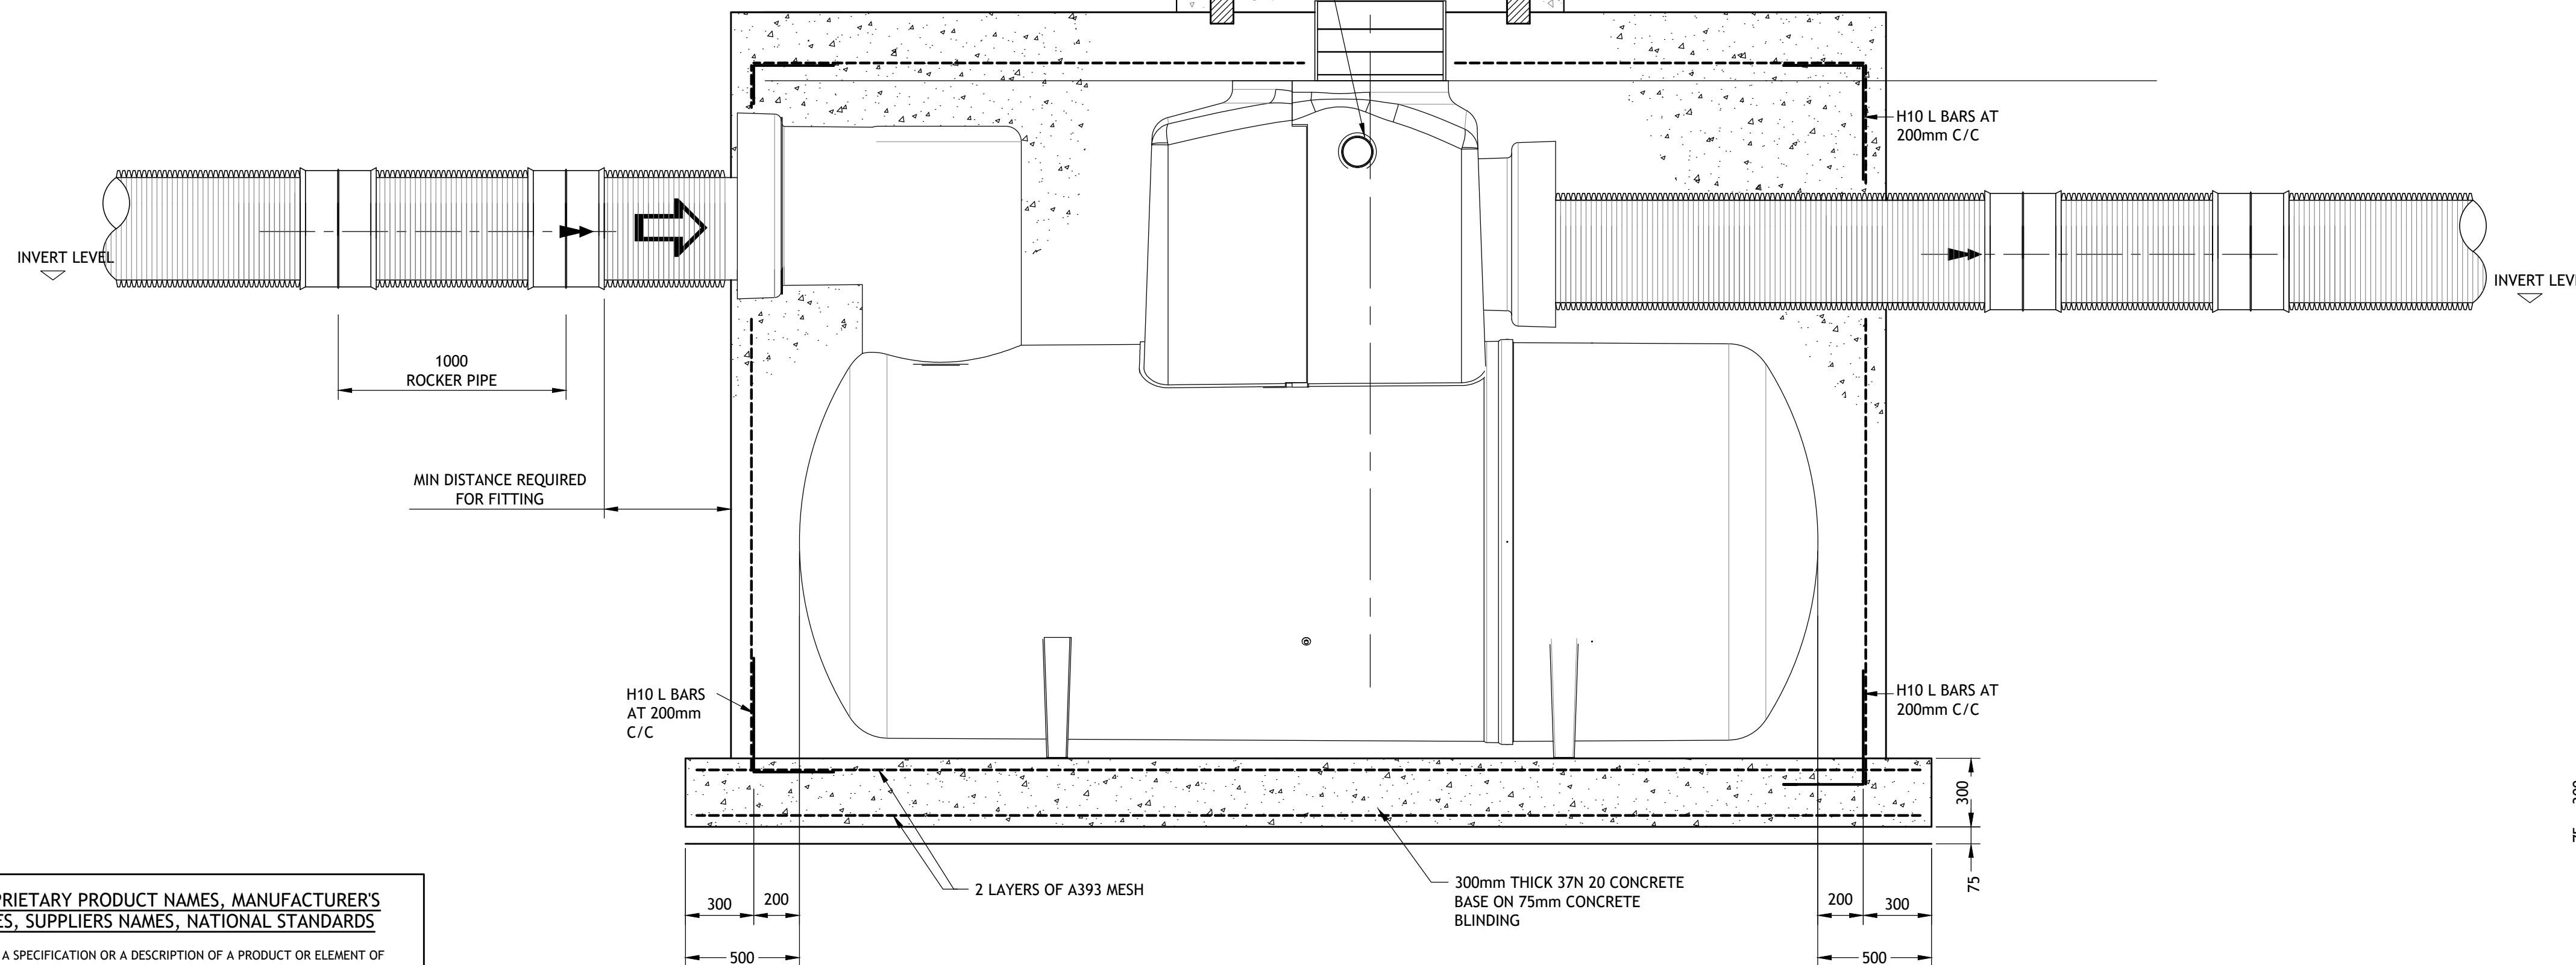 H10 L BARS AT
200mm C/C
INVERT LEVEL
INVERT LEV
1000
ROCKER PIPE
MIN DISTANCE REQUIRED
FOR FITTING
H10 L BARS
AT 200mm
C/C
H10 L BARS AT
200mm C/C
300
75
2 LAYERS OF A393 MESH
300mm THICK 37N 20 CONCRETE
BASE ON 75mm CONCRETE
BLINDING
300
200
500
200
300
500
PRIETARY PRODUCT NAMES, MANUFACTURER'S
ES, SUPPLIERS NAMES, NATIONAL STANDARDS
A SPECIFICATION OR A DESCRIPTION OF A PRODUCT OR ELEMENT OF